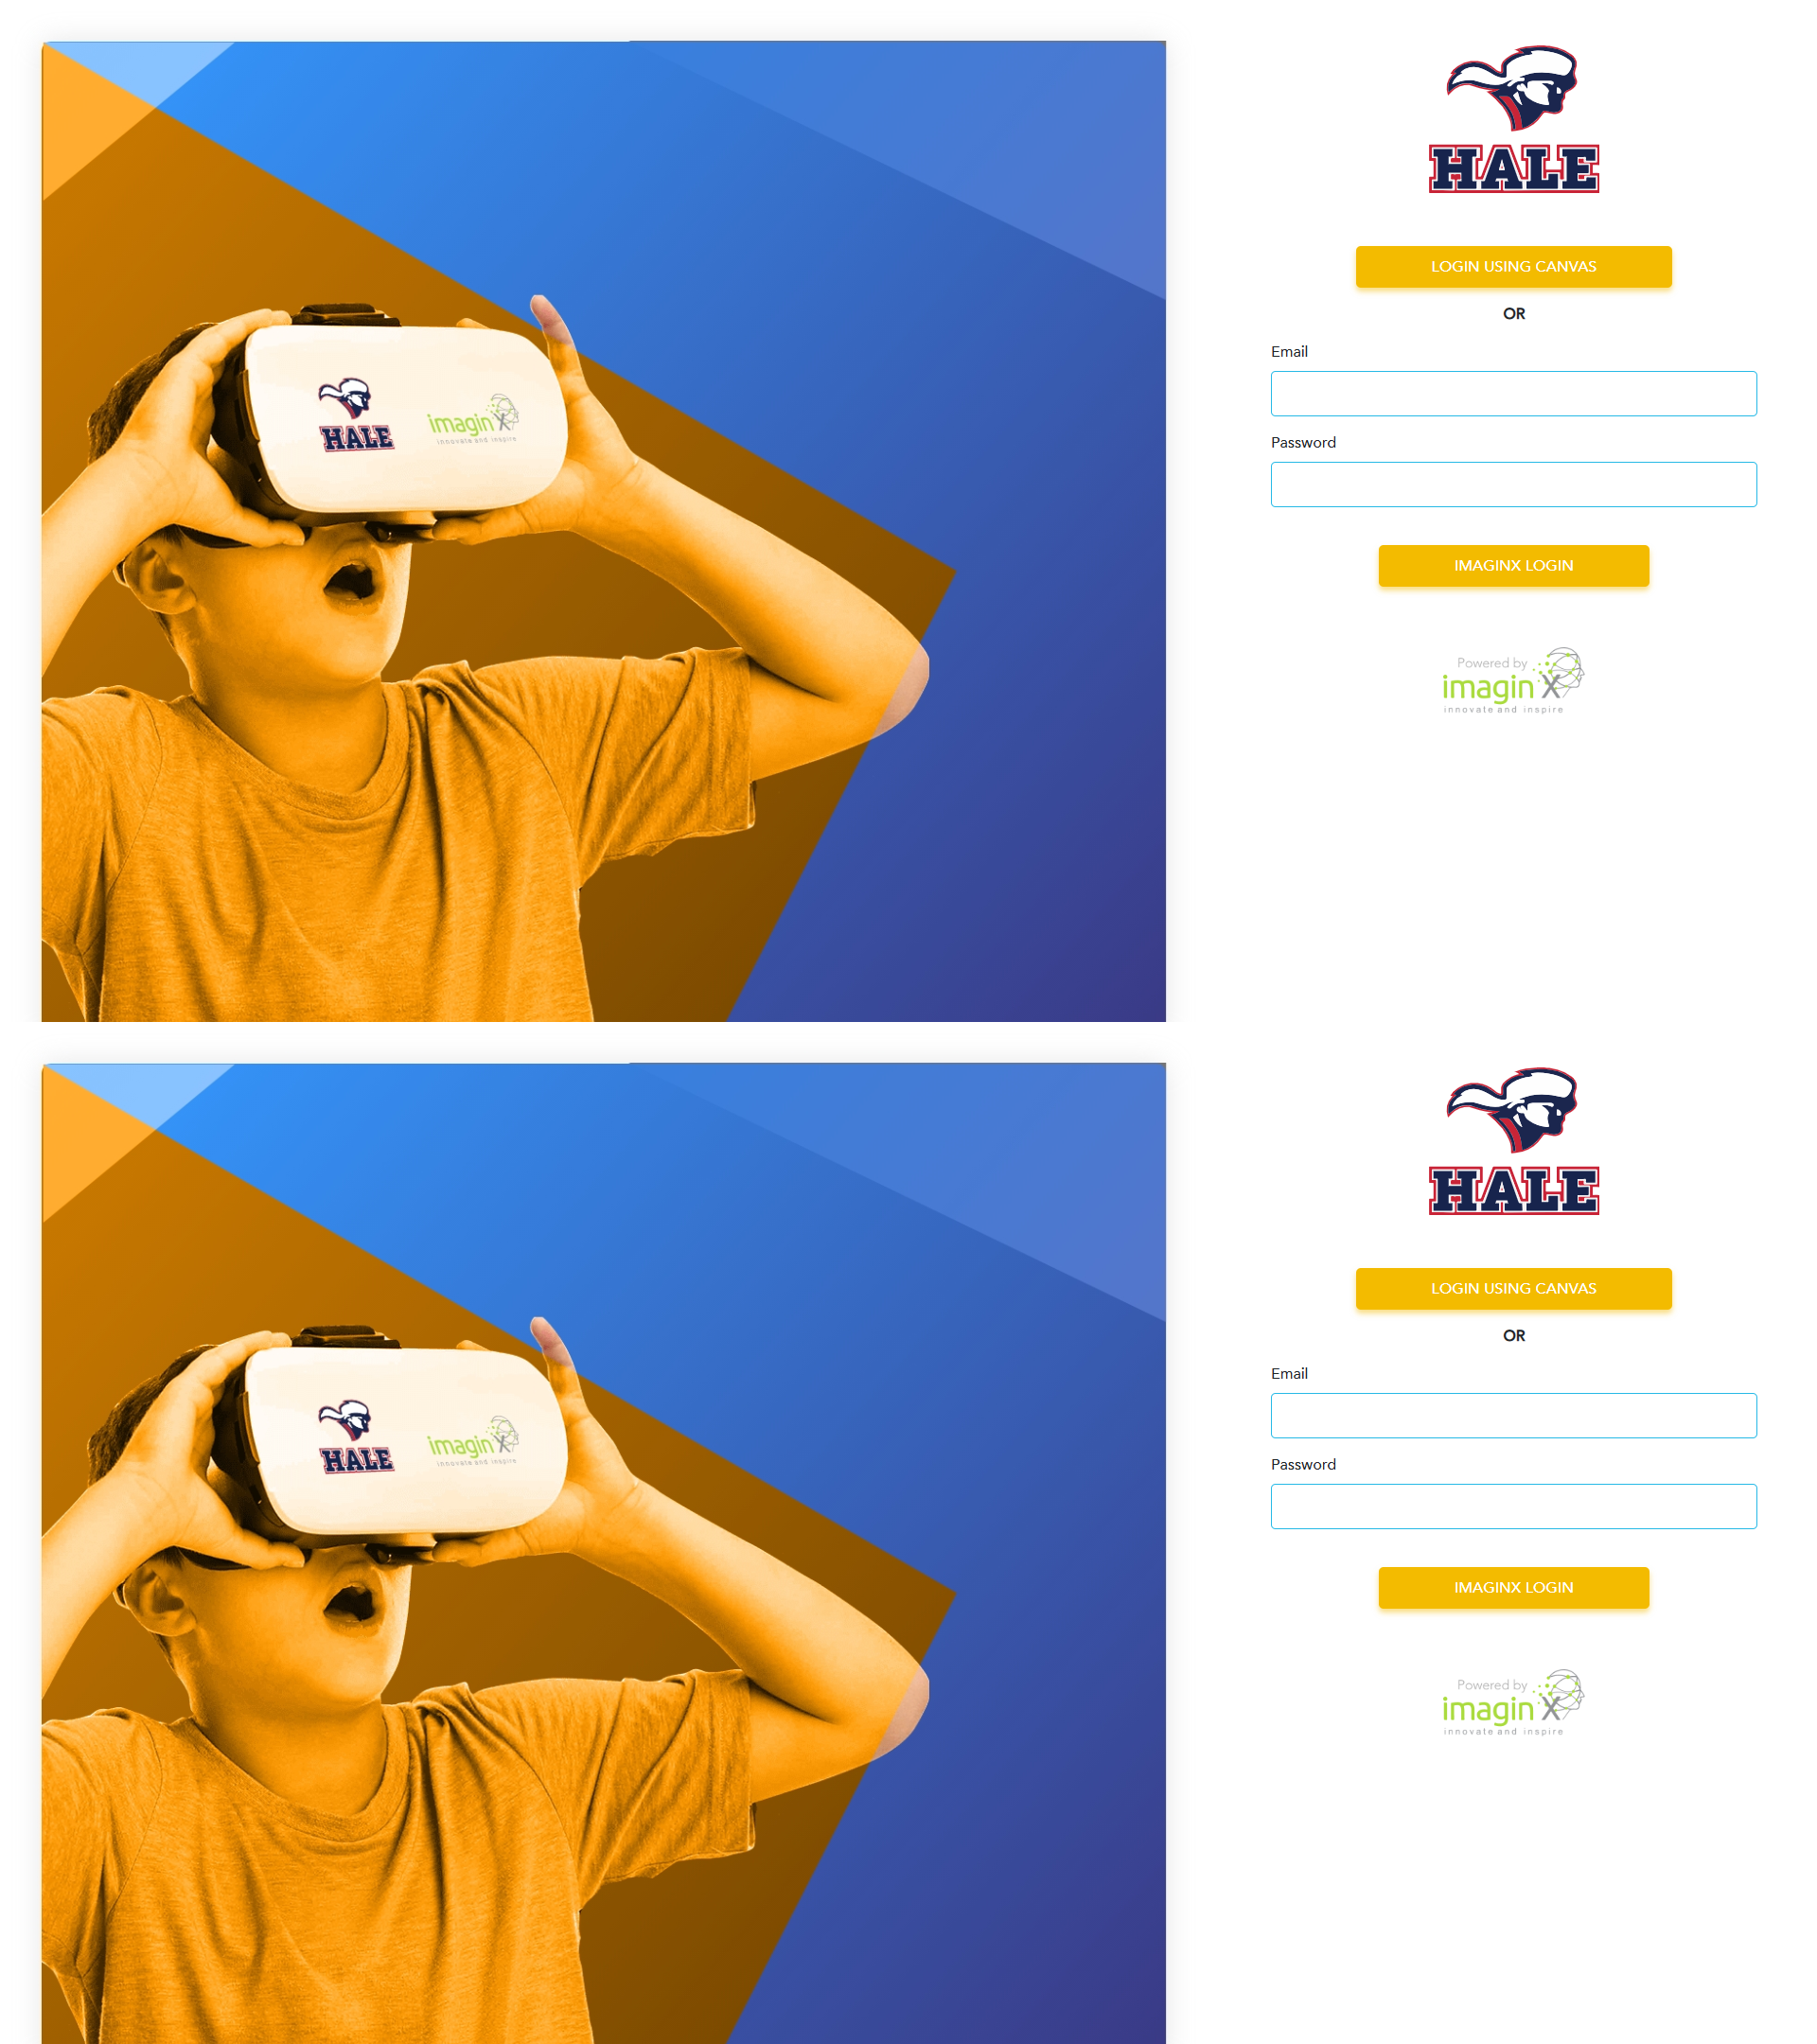 HALE
LOGIN USING CANVAS
OR
Email
HALE
imaginX
innovate and inspire
Password
IMAGINX LOGIN
Powered by
imaginX
innovate and inspire
HALE
LOGIN USING CANVAS
OR
Email
HALE
imaginX
innovate and inspire
Password
IMAGINX LOGIN
Powered by
imaginX
innovate and inspire